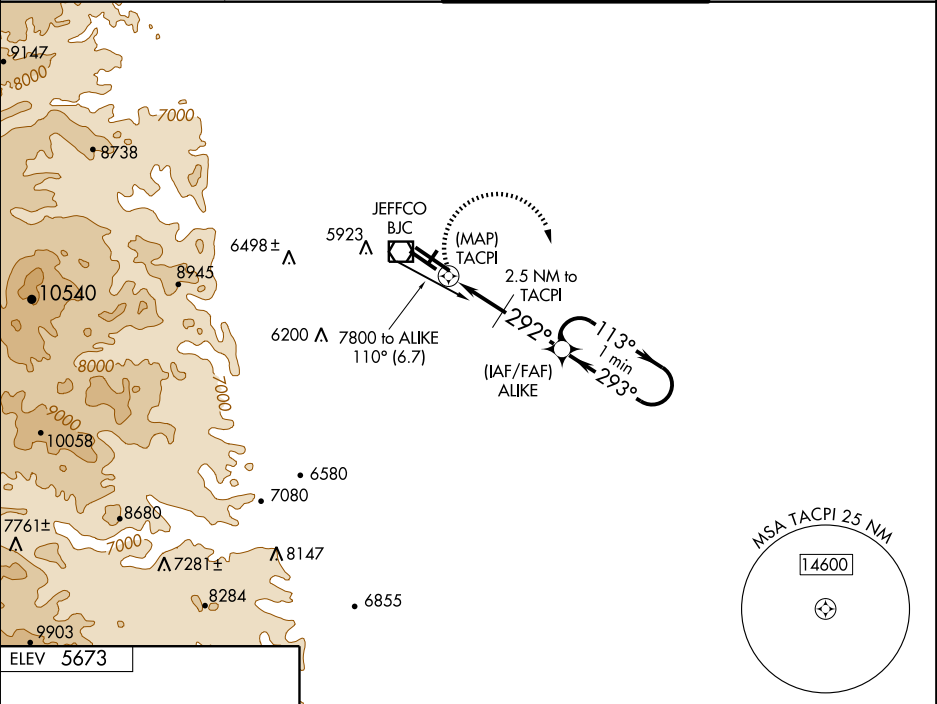 9147
8000
7000
8738
JEFFCO
BJC
5923
6498±
(MAP)
TACPI
8945
10540
2.5 NM to
TACPI
292°
113°
1 min
293°
6200
7800 to ALIKE
110° (6.7)
(IAF/FAF)
ALIKE
8000
7000
9000
10058
6580
7080
8680
7761±
7000
7281±
8147
8284
6855
9903
ELEV 5673
MSA TACPI 25 NM
14600